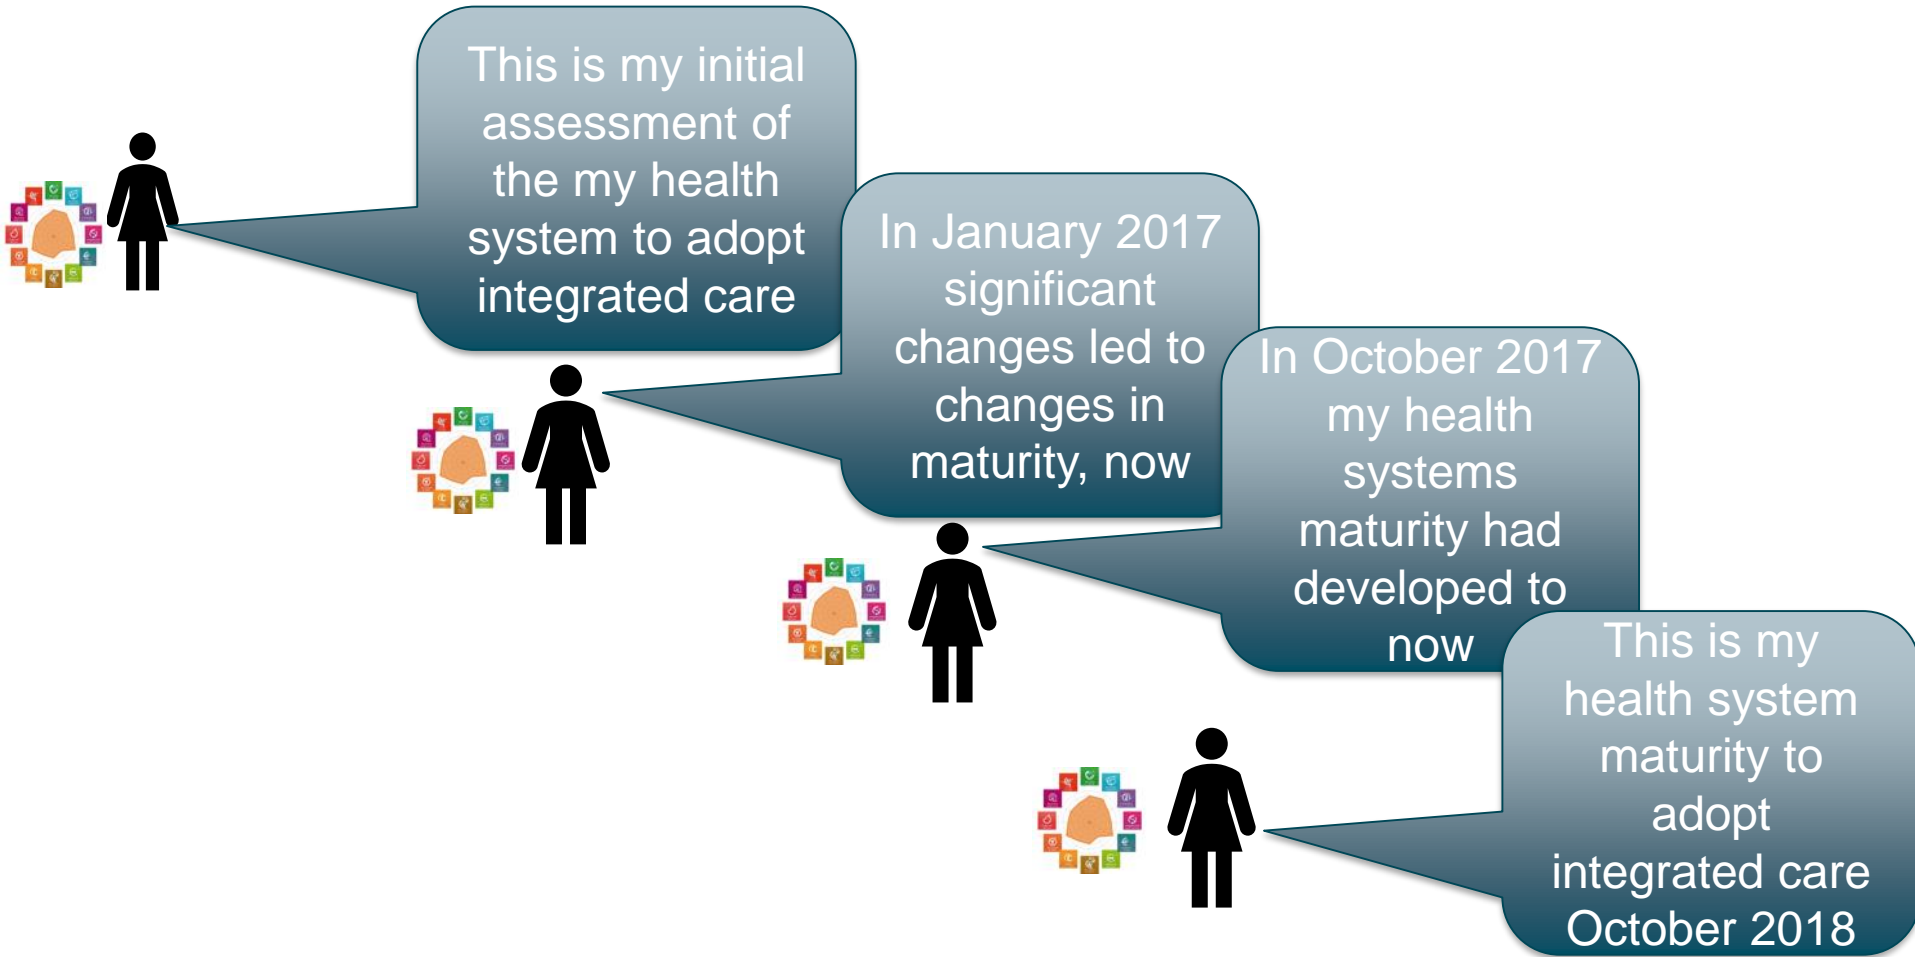 This is my initial
assessment of
the my health
system to adopt
integrated care
In January 2017
significant
changes led to
changes in
maturity, now
In October 2017
my health
systems
maturity had
developed to
now
This is my
health system
maturity to
adopt
integrated care
October 2018